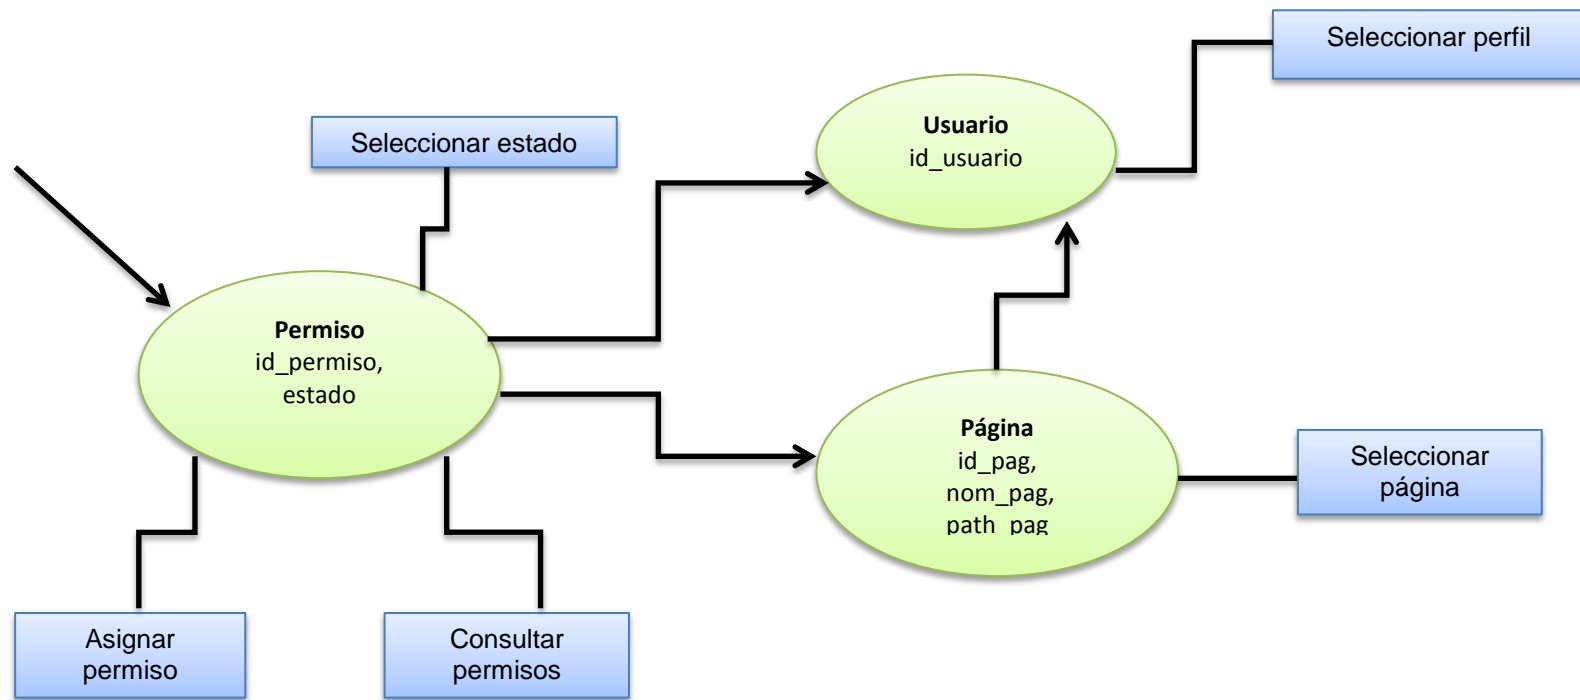 Seleccionar perfil
Usuario
id_usuario
Seleccionar estado
Permiso
id_permiso,
estado
Página
id_pag,
nom_pag,
path_pag
Seleccionar
página
Asignar
permiso
Consultar
permisos